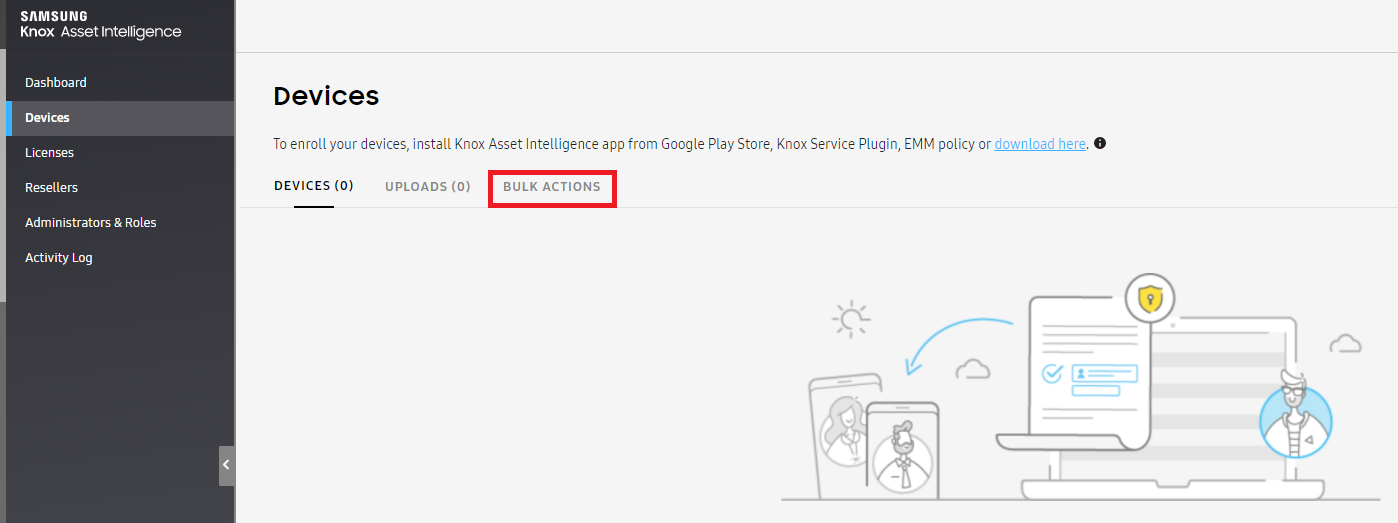 SAMSUNG
Knox Asset Intelligence
Dashboard
Devices
Licenses
Resellers
Administrators & Roles
Activity Log
Devices
To enroll your devices, install Knox Asset Intelligence app from Google Play Store, Knox Service Plugin, EMM policy or download here.
DEVICES (0) UPLOADS (0) BULK ACTIONS